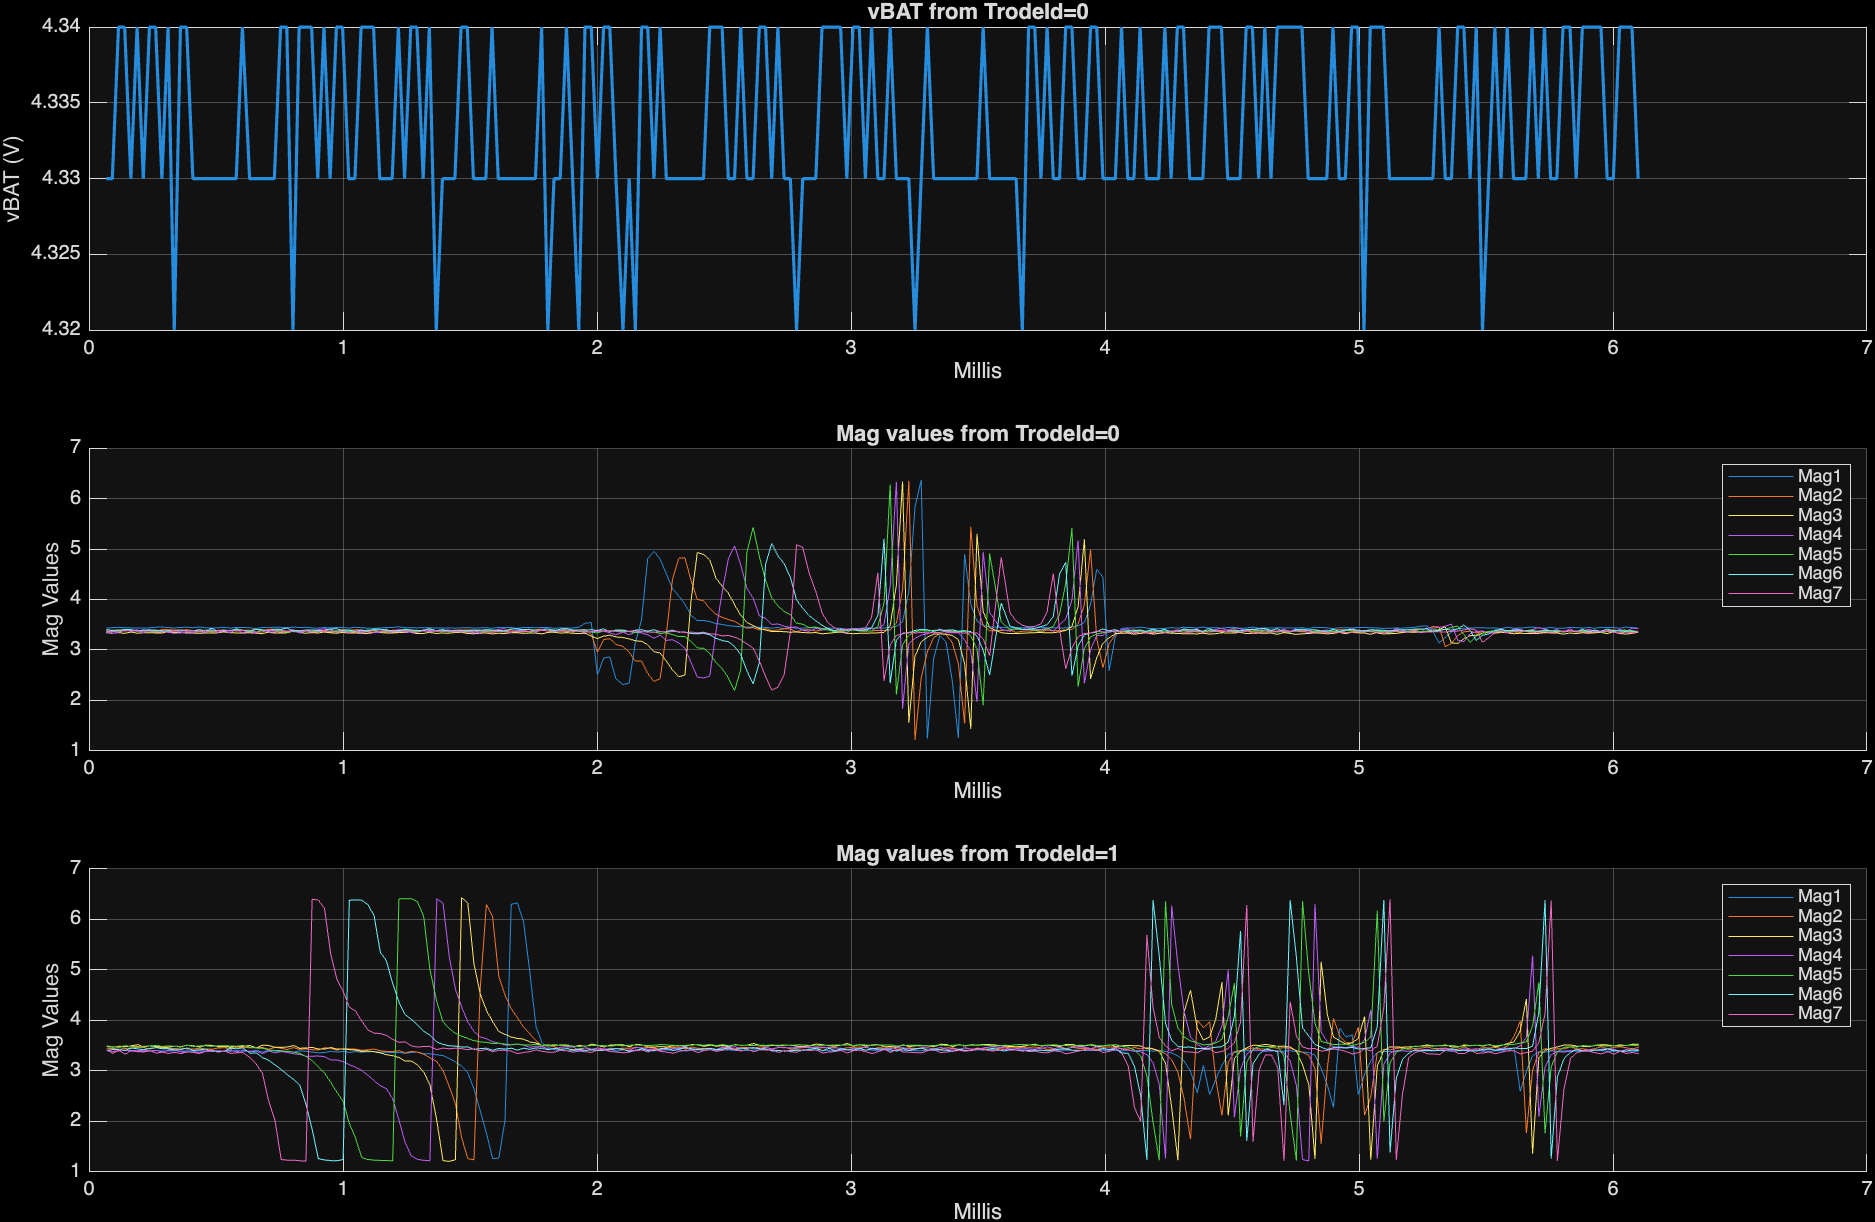 vBAT from TrodeId=0
vBAT (V)
4.34
4.335
4.33
4.325
4.32
0 1 2 3 4 5 6 7
Millis
Mag values from TrodeId=0
Mag Values
7
6
5
4
3
2
1
Mag1
Mag2
Mag3
Mag4
Mag5
Mag6
Mag7
0 1 2 3 4 5 6 7
Millis
Mag values from TrodeId=1
Mag Values
7
6
5
4
3
2
1
Mag1
Mag2
Mag3
Mag4
Mag5
Mag6
Mag7
0 1 2 3 4 5 6 7
Millis